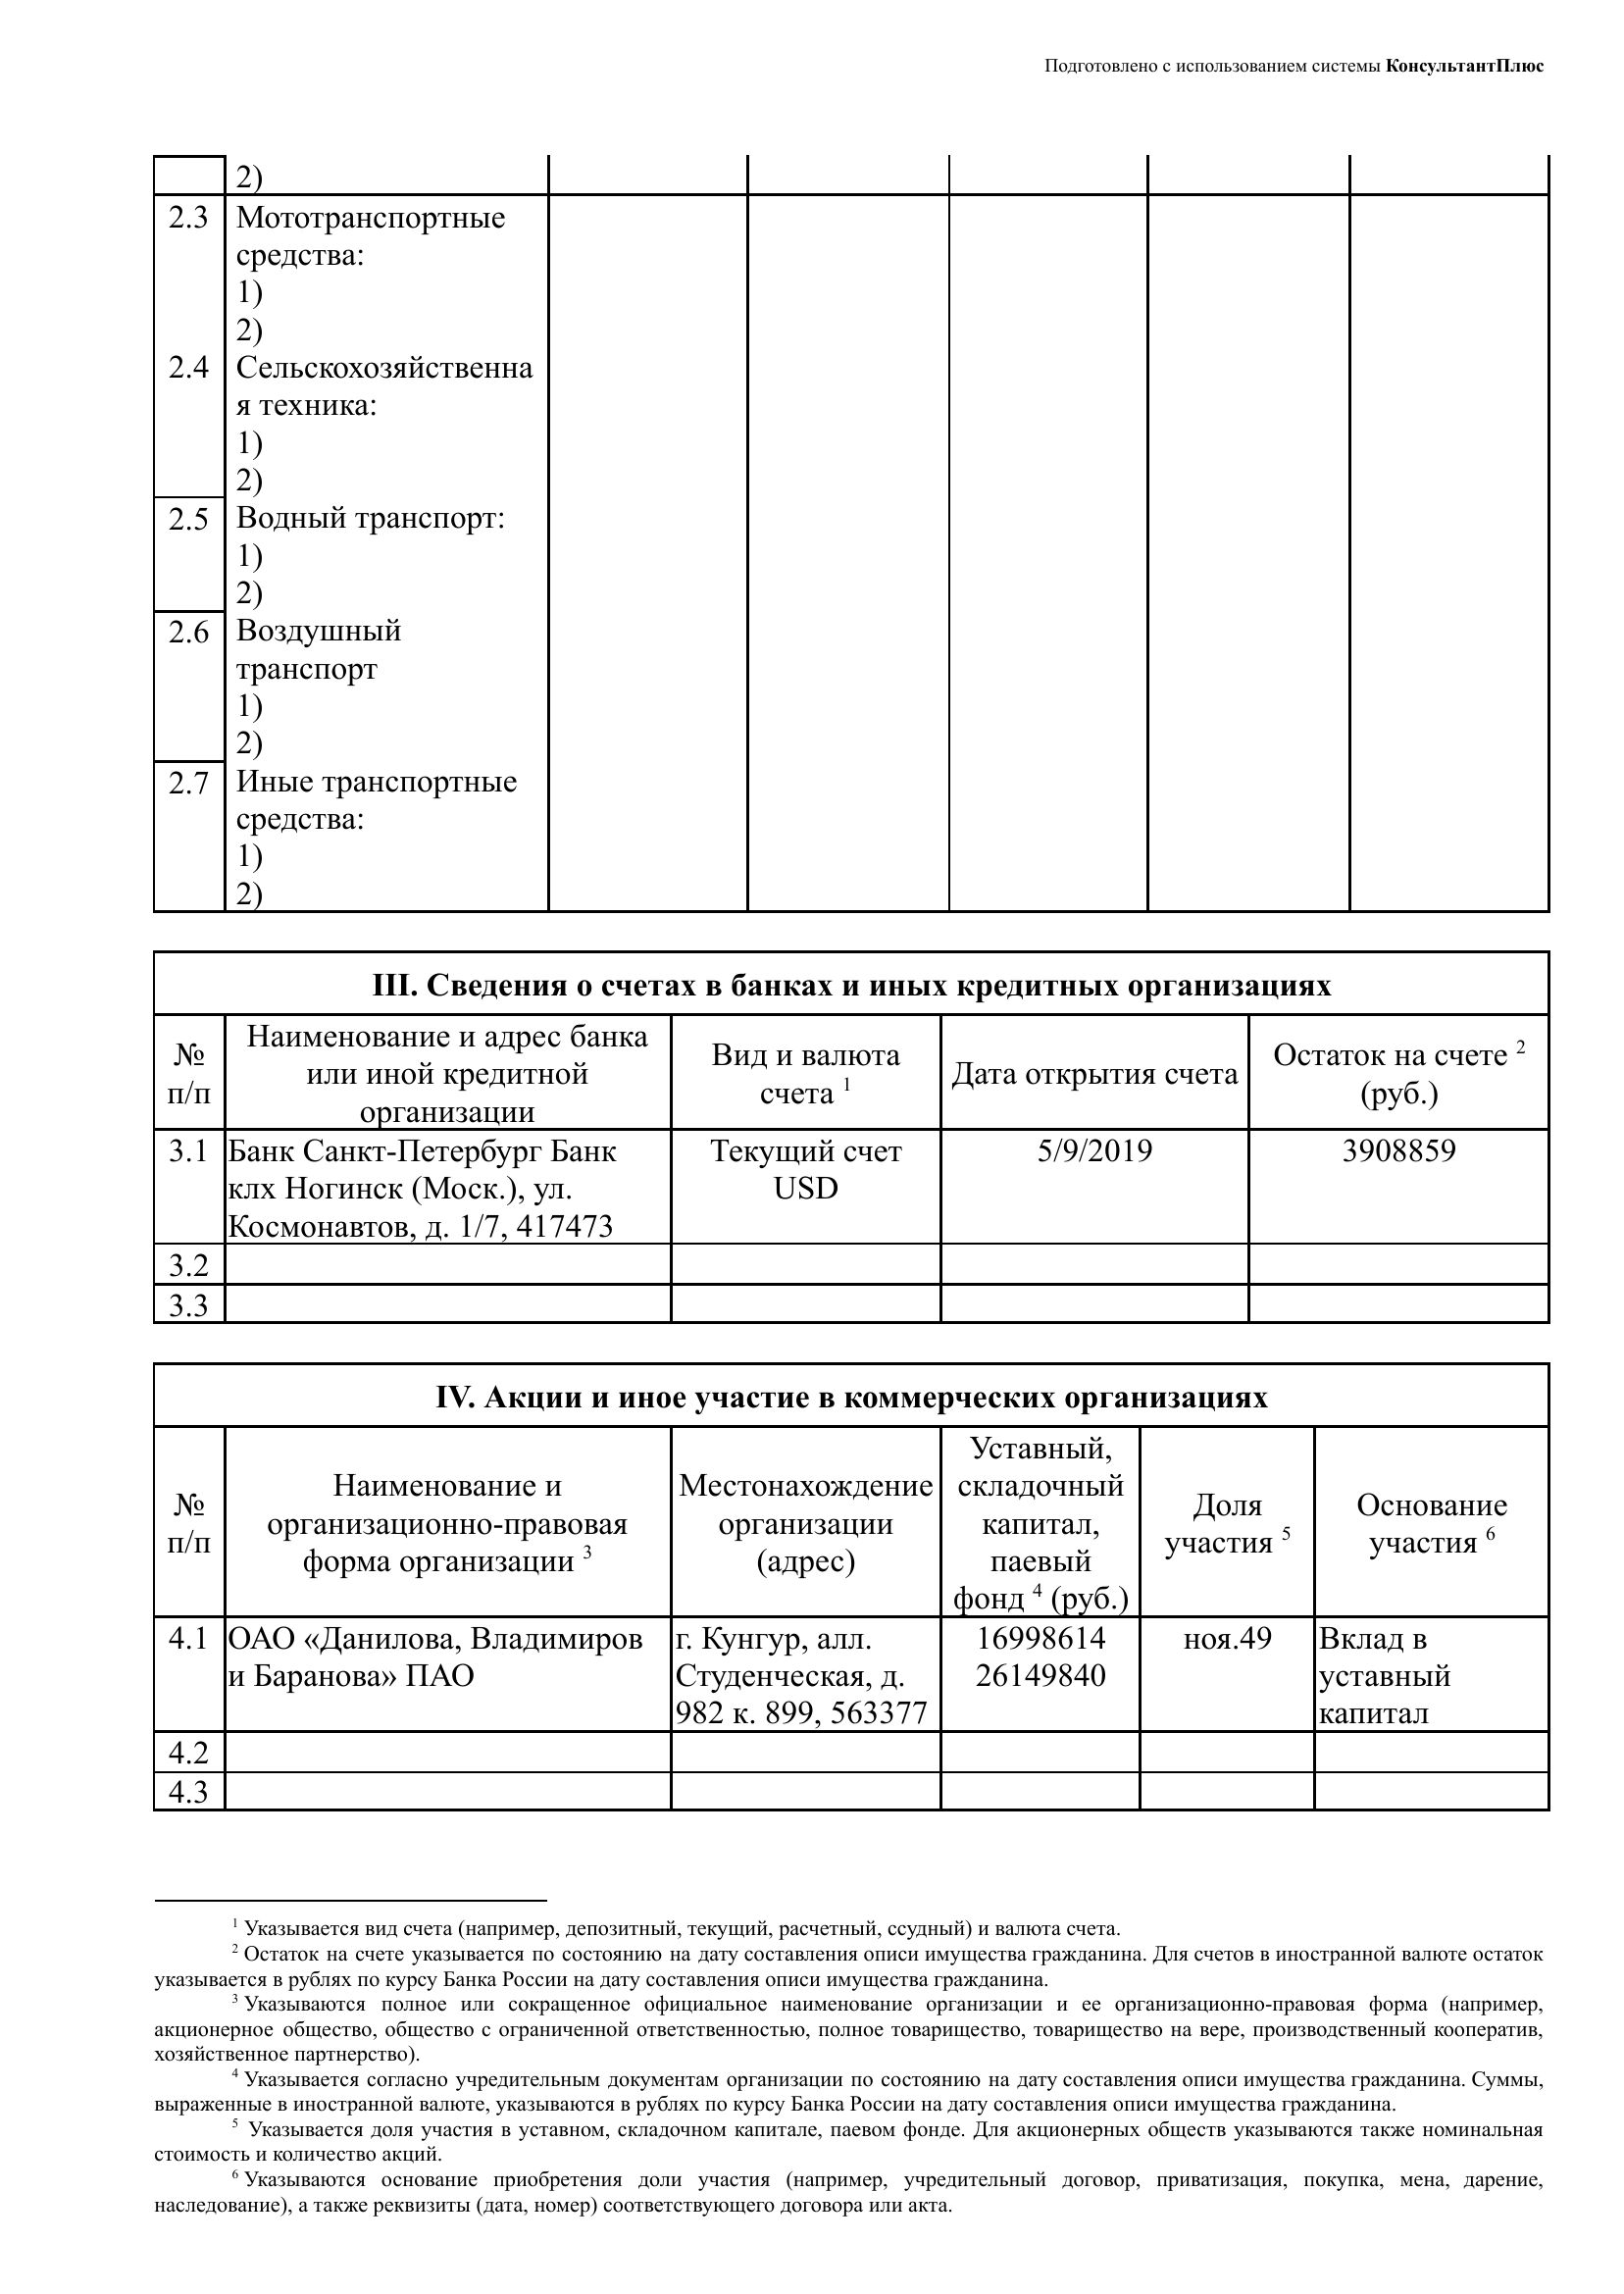 Подготовлено с использованием системы КонсультантПлюс
2)
2.3 Мототранспортные
средства:
1)
2)
2.4 Сельскохозяйственна
я техника:
1)
2)
2.5 Водный транспорт:
1)
2)
2.6 Воздушный
транспорт
1)
2)
2.7 Иные транспортные
средства:
1)
2)
III. Сведения о счетах в банках и иных кредитных организациях
№
п/п
Наименование и адрес банка
или иной кредитной
организации
Вид и валюта
счета 1
Дата открытия счета
Остаток на счете 2
(руб.)
3.1
Банк Санкт-Петербург Банк
клх Ногинск (Моск.), ул.
Космонавтов, д. 1/7, 417473
Текущий счет
USD
5/9/2019
3908859
3.2
3.3
IV. Акции и иное участие в коммерческих организациях
№
п/п
Наименование и
организационно-правовая
форма организации 3
Местонахождение
организации
(адрес)
Уставный,
складочный
капитал,
паевый
фонд 4 (руб.)
Доля
участия 5
Основание
участия 6
4.1
ОАО «Данилова, Владимиров
и Баранова» ПАО
г. Кунгур, алл.
Студенческая, д.
982 к. 899, 563377
16998614
26149840
ноя.49
Вклад в
уставный
капитал
4.2
4.3
1 Указывается вид счета (например, депозитный, текущий, расчетный, ссудный) и валюта счета.
2 Остаток на счете указывается по состоянию на дату составления описи имущества гражданина. Для счетов в иностранной валюте остаток
указывается в рублях по курсу Банка России на дату составления описи имущества гражданина.
3 Указываются полное или сокращенное официальное наименование организации и ее организационно-правовая форма (например,
акционерное общество, общество с ограниченной ответственностью, полное товарищество, товарищество на вере, производственный кооператив,
хозяйственное партнерство).
4 Указывается согласно учредительным документам организации по состоянию на дату составления описи имущества гражданина. Суммы,
выраженные в иностранной валюте, указываются в рублях по курсу Банка России на дату составления описи имущества гражданина.
5 Указывается доля участия в уставном, складочном капитале, паевом фонде. Для акционерных обществ указываются также номинальная
стоимость и количество акций.
6 Указываются основание приобретения доли участия (например, учредительный договор, приватизация, покупка, мена, дарение,
наследование), а также реквизиты (дата, номер) соответствующего договора или акта.